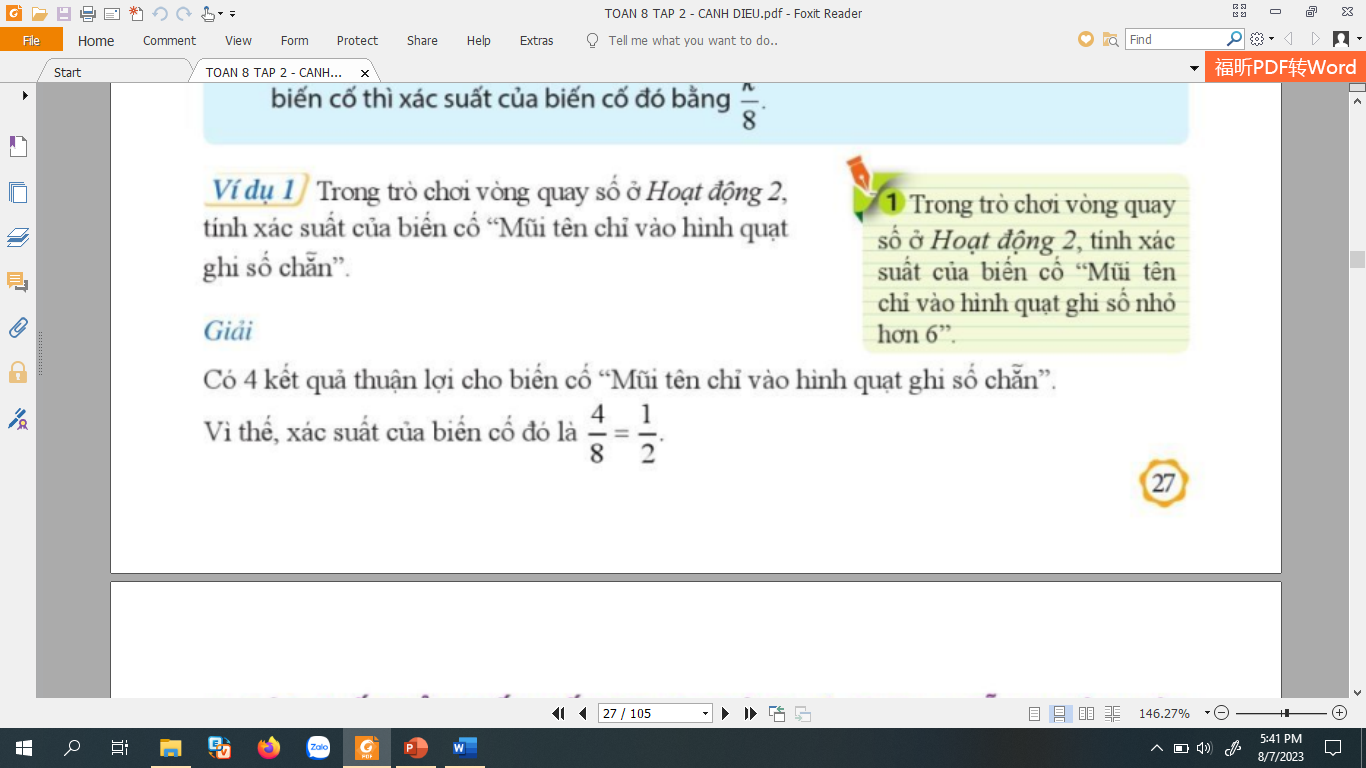 TOAN 8 TAP 2 - CANH DIEU.pdf - Foxit Reader
File Home Comment View Form Protect Share Help Extras Tell me what you want to do.. Find
Start TOAN 8 TAP 2 - CANH... x 福昕PDF转Word
biến cố thì xác suất của biến cố đó bằng k/8.
Ví dụ 1 Trong trò chơi vòng quay số ở Hoạt động 2,
tính xác suất của biến cố “Mũi tên chỉ vào hình quạt
ghi số chẵn”.
1 Trong trò chơi vòng quay
số ở Hoạt động 2, tính xác
suất của biến cố “Mũi tên
chỉ vào hình quạt ghi số nhỏ
hơn 6”.
Giải
Có 4 kết quả thuận lợi cho biến cố “Mũi tên chỉ vào hình quạt ghi số chẵn”.
Vì thế, xác suất của biến cố đó là 4/8 = 1/2.
27
27 / 105 146.27%
Zalo PDF 5:41 PM
8/7/2023